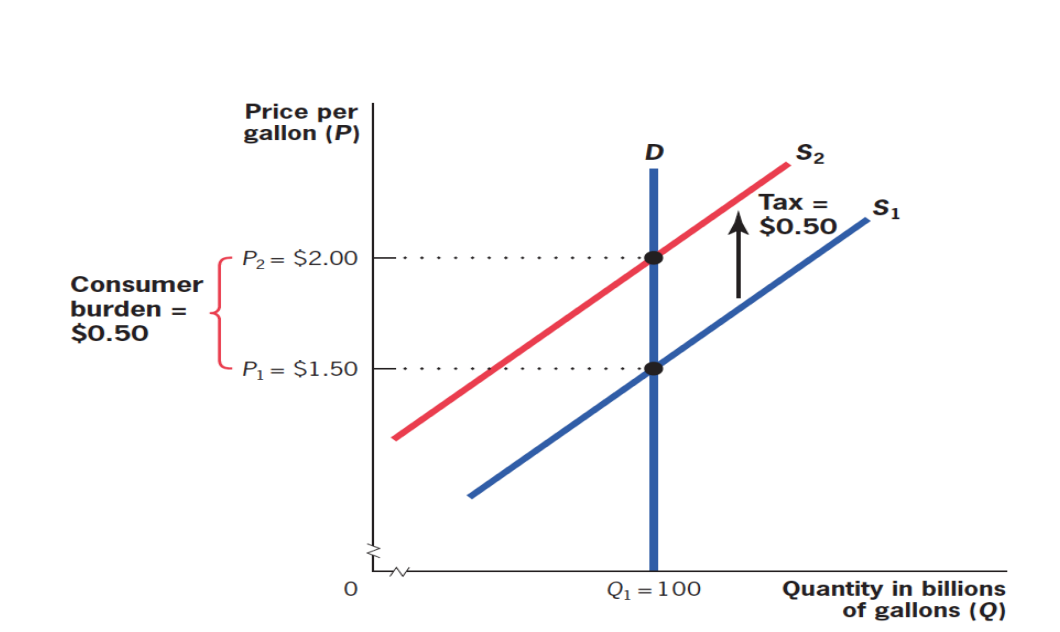 Price per
gallon (P)
D
S₂
Tax =
$0.50
S₁
P₂ = $2.00
Consumer
burden =
$0.50
P₁ = $1.50
0
Q₁ = 100
Quantity in billions
of gallons (Q)